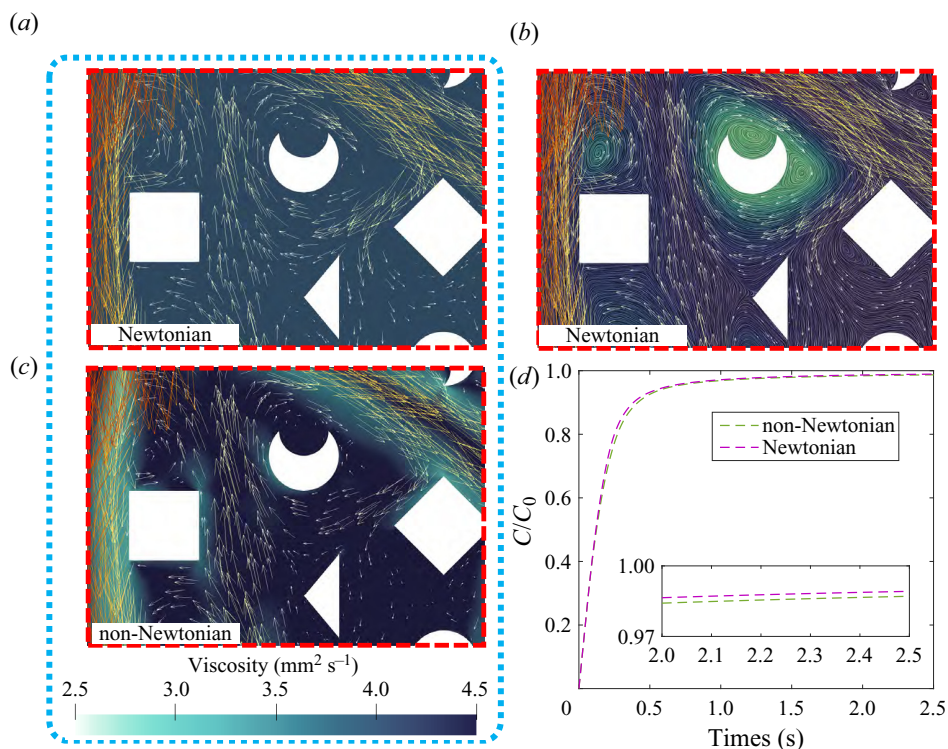 (a)
(b)
Newtonian
Newtonian
(c)
(d)
non-Newtonian
Viscosity (mm² s⁻¹)
2.5 3.0 3.5 4.0 4.5
1.0
0.8
0.6
0.4
0.2
C/C₀
non-Newtonian
Newtonian
1.00
0.97
2.0 2.1 2.2 2.3 2.4 2.5
0 0.5 1.0 1.5 2.0 2.5
Times (s)